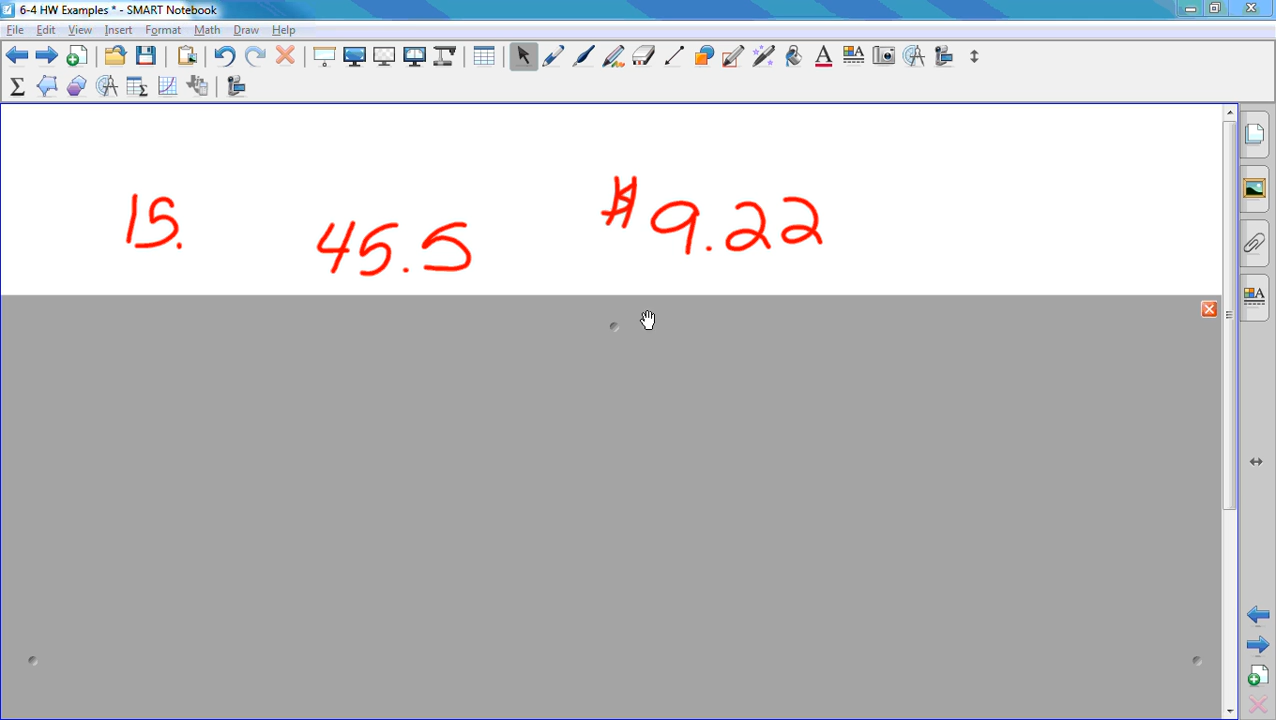 6-4 HW Examples * - SMART Notebook
File Edit View Insert Format Math Draw Help
15. 45.5 $9.22